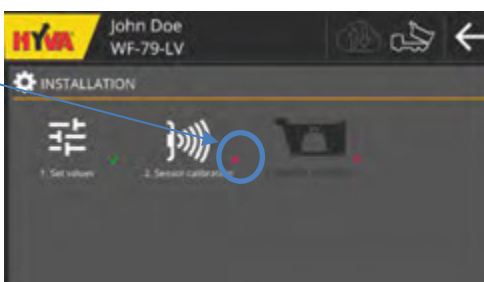 HYVA
John Doe
WF-79-LV
INSTALLATION
1. Set values
2. Sensor calibration